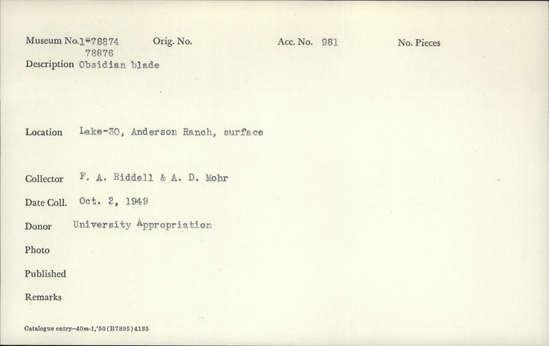 Museum No. 1-78874 Orig. No. Acc. No. 981 No. Pieces
78876
Description Obsidian blade
Location Lake-30, Anderson Ranch, surface
Collector F. A. Riddell & A. D. Mohr
Date Coll. Oct. 2, 1949
Donor University Appropriation
Photo
Published
Remarks
Catalogue entry—40m-1,'50 (B7895) 4185